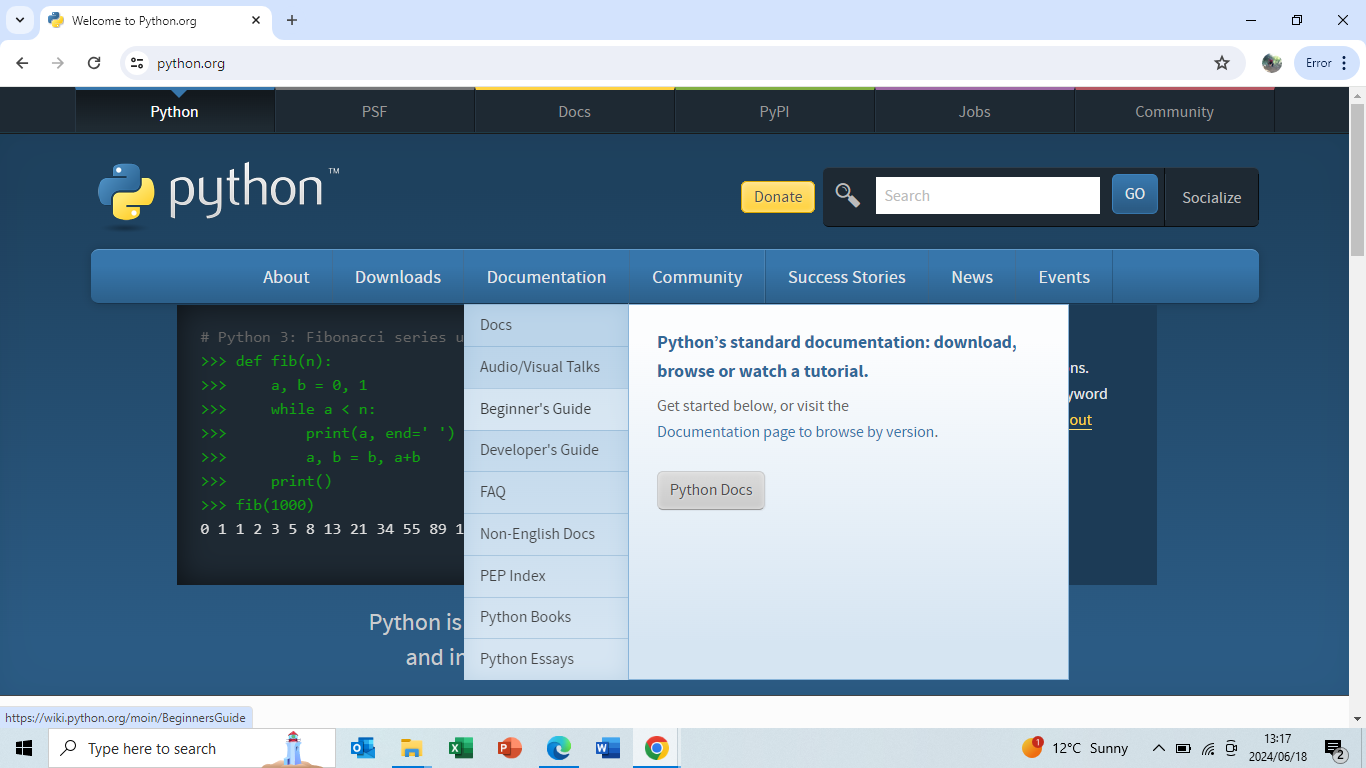 Welcome to Python.org
python.org
Error
Python
PSF
Docs
PyPI
Jobs
Community
python™
Donate
Search
GO
Socialize
About
Downloads
Documentation
Community
Success Stories
News
Events
# Python 3: Fibonacci series u
>>> def fib(n):
>>>     a, b = 0, 1
>>>     while a < n:
>>>         print(a, end=' ')
>>>         a, b = b, a+b
>>>     print()
>>> fib(1000)
0 1 1 2 3 5 8 13 21 34 55 89 1
Docs
Audio/Visual Talks
Beginner's Guide
Developer's Guide
FAQ
Non-English Docs
PEP Index
Python Books
Python Essays
Python’s standard documentation: download,
browse or watch a tutorial.
Get started below, or visit the
Documentation page to browse by version.
Python Docs
ns.
yword
out
Python is
and in
https://wiki.python.org/moin/BeginnersGuide
Type here to search
1
12°C Sunny
13:17
2024/06/18
2